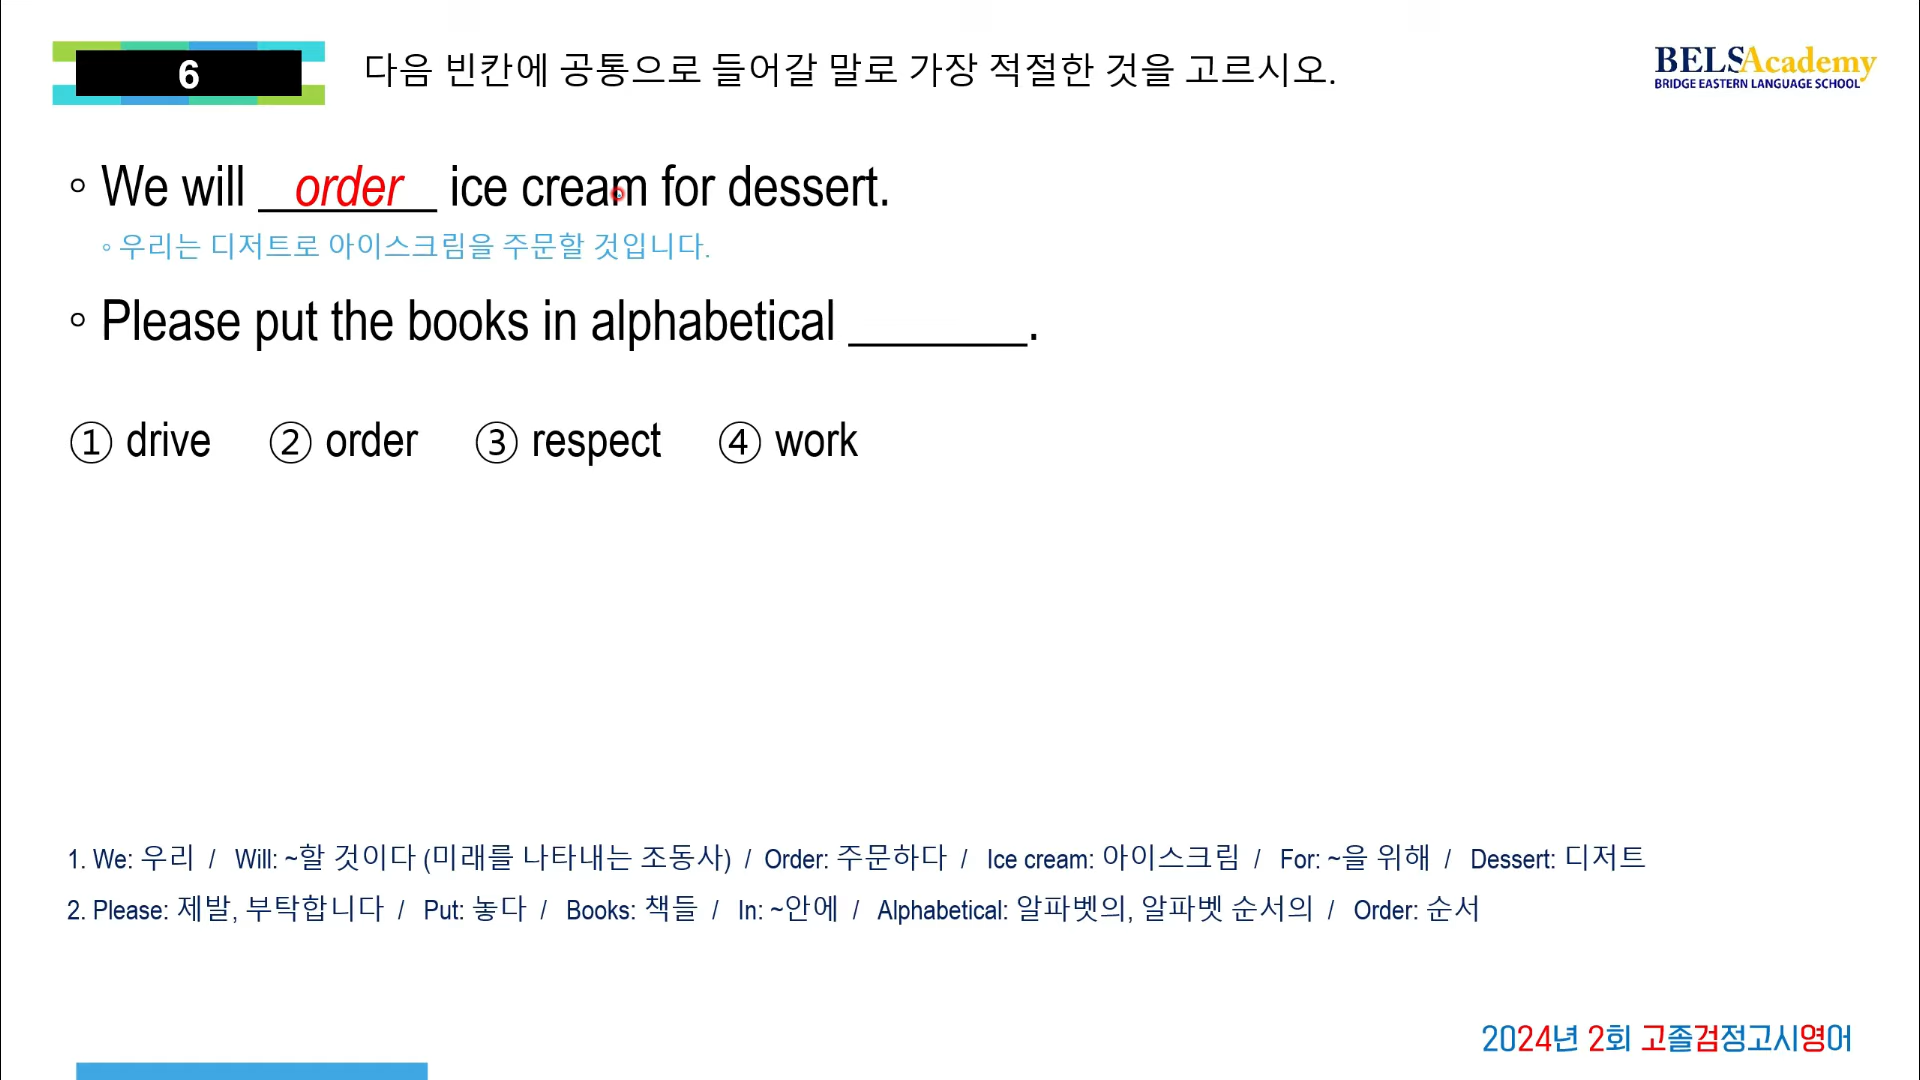 6
다음 빈칸에 공통으로 들어갈 말로 가장 적절한 것을 고르시오.
BELSAcademy
BRIDGE EASTERN LANGUAGE SCHOOL
◦ We will order ice cream for dessert.
◦ 우리는 디저트로 아이스크림을 주문할 것입니다.
◦ Please put the books in alphabetical ________.
① drive ② order ③ respect ④ work
1. We: 우리 / Will: ~할 것이다 (미래를 나타내는 조동사) / Order: 주문하다 / Ice cream: 아이스크림 / For: ~을 위해 / Dessert: 디저트
2. Please: 제발, 부탁합니다 / Put: 놓다 / Books: 책들 / In: ~안에 / Alphabetical: 알파벳의, 알파벳 순서의 / Order: 순서
2024년 2회 고졸검정고시영어